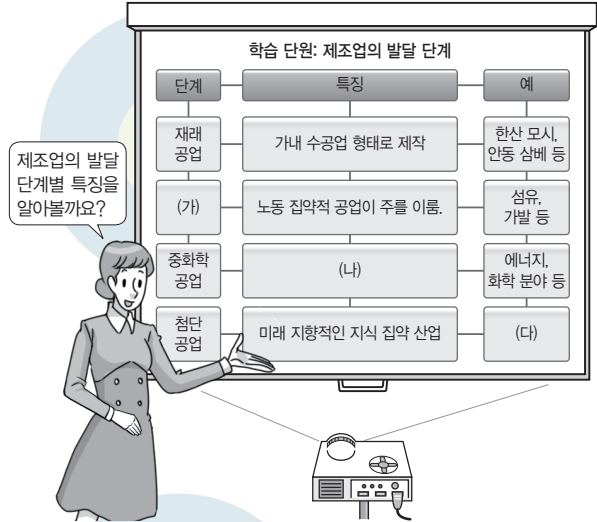 학습 단원: 제조업의 발달 단계
단계
특징
예
재래
공업
가내 수공업 형태로 제작
한산 모시,
안동 삼베 등
(가)
노동 집약적 공업이 주를 이룸.
섬유,
가발 등
중화학
공업
(나)
에너지,
화학 분야 등
첨단
공업
미래 지향적인 지식 집약 산업
(다)
제조업의 발달
단계별 특징을
알아볼까요?